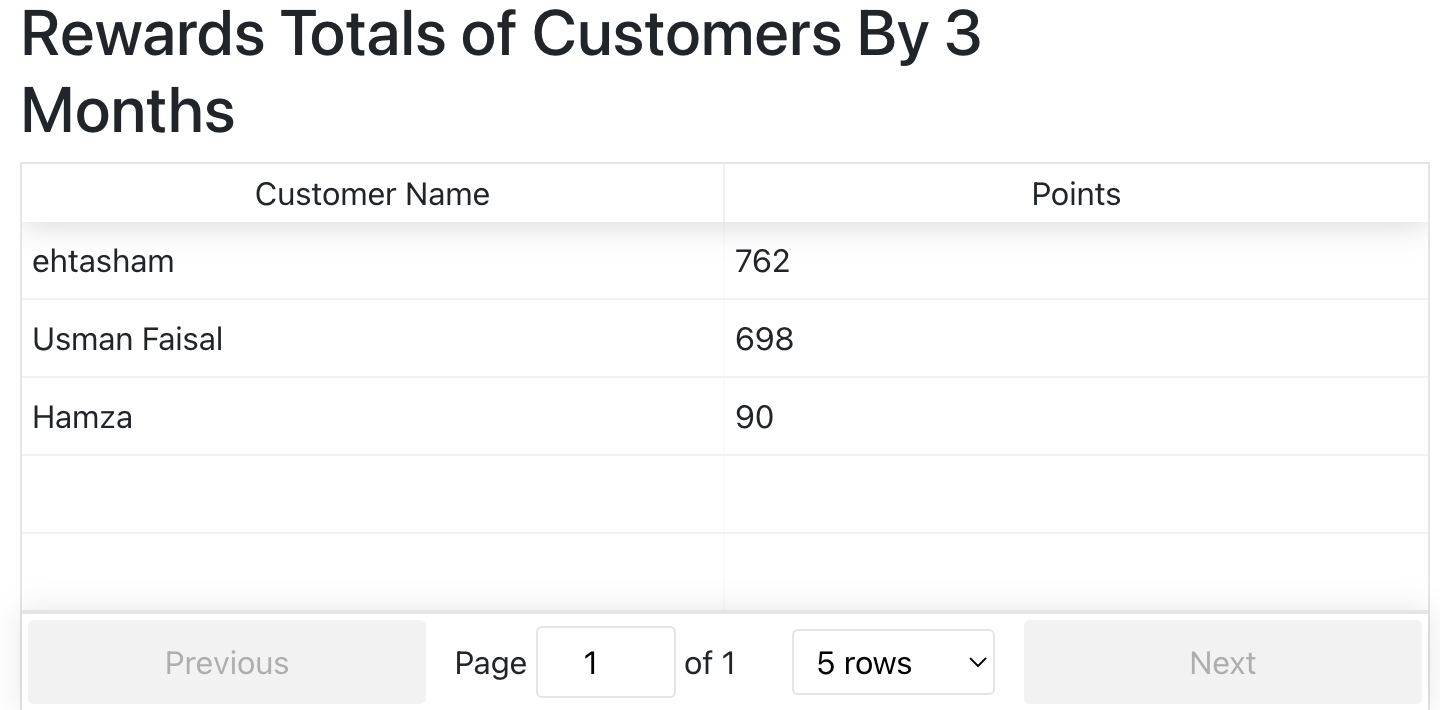 Rewards Totals of Customers By 3
Months
Customer Name Points
ehtasham 762
Usman Faisal 698
Hamza 90
Previous Page 1 of 1 5 rows Next